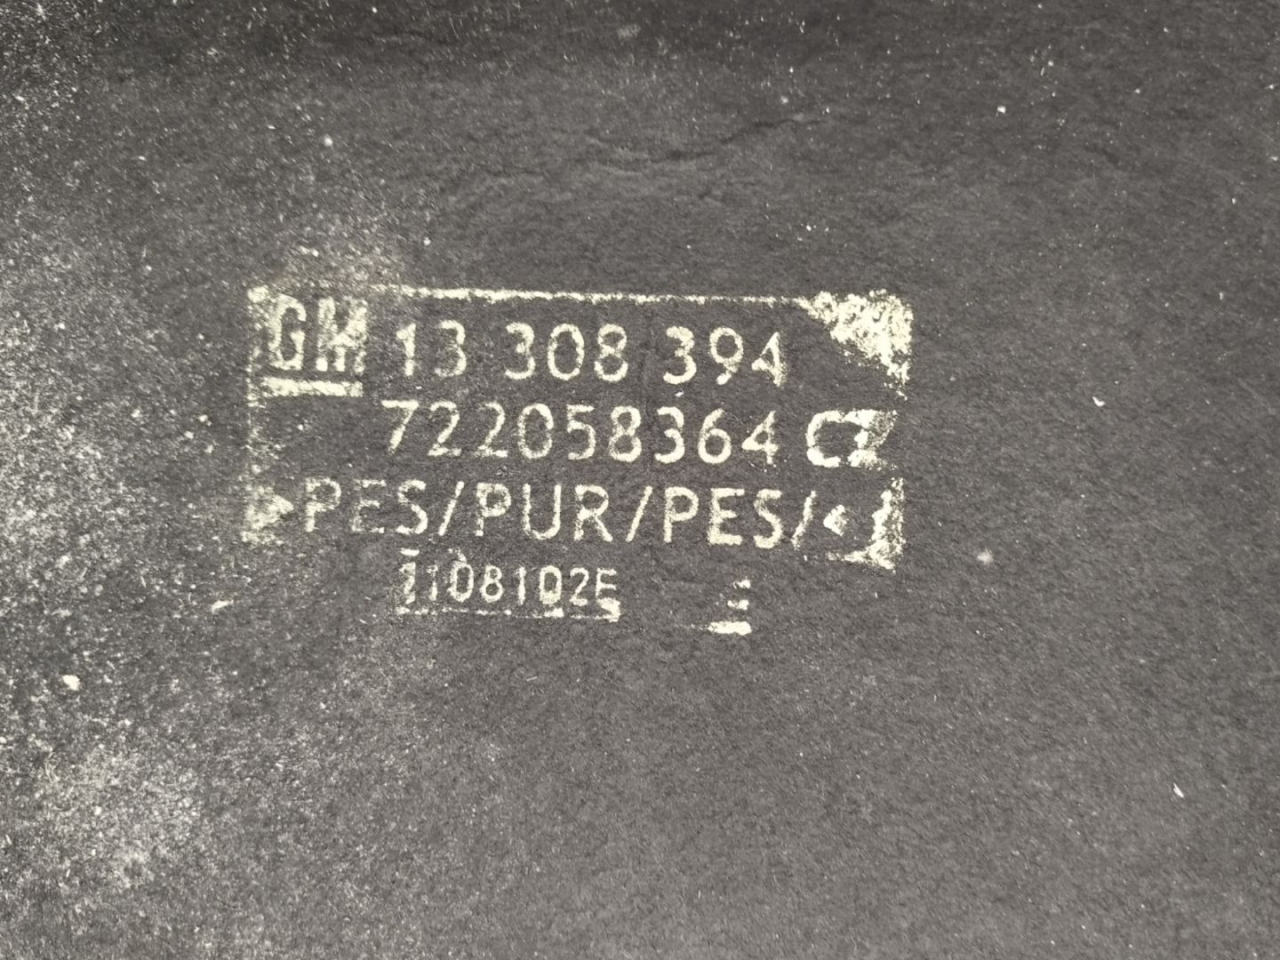 GM 13 308 394
722058364 CZ
>PES/PUR/PES/<
1108102E